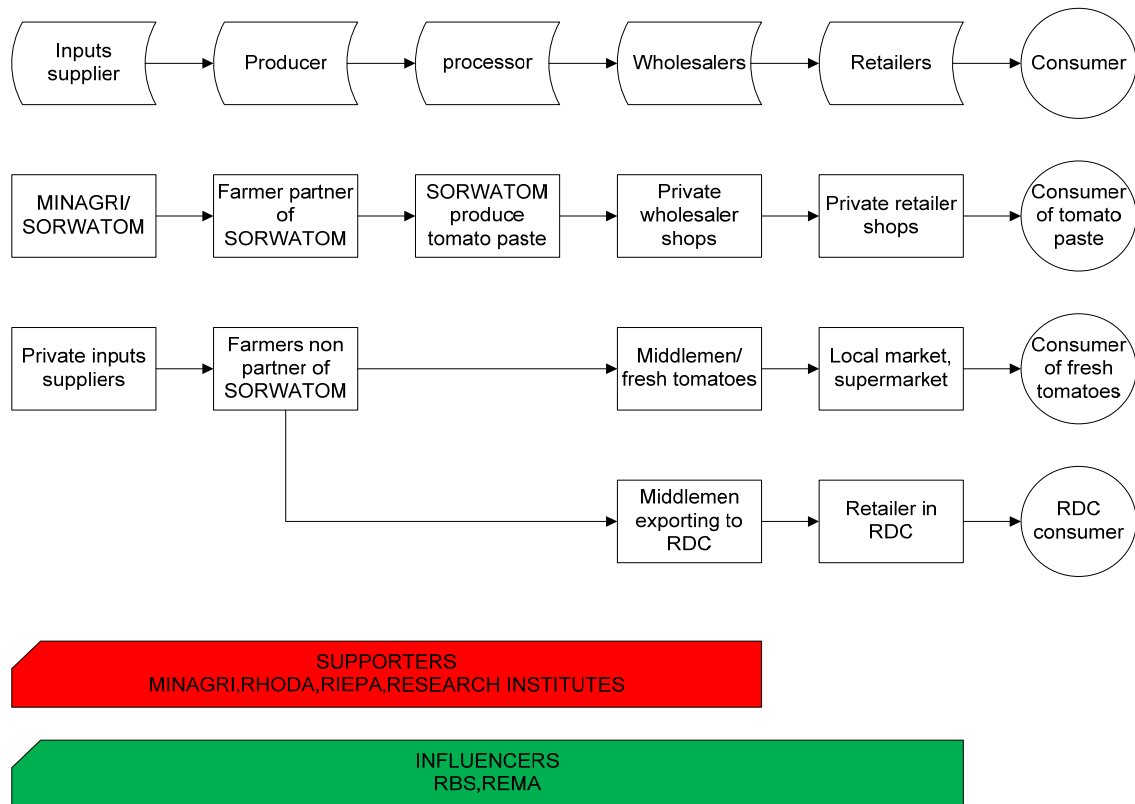 Inputs
supplier
Producer
processor
Wholesalers
Retailers
Consumer
MINAGRI/
SORWATOM
Farmer partner
of
SORWATOM
SORWATOM
produce
tomato paste
Private
wholesaler
shops
Private retailer
shops
Consumer
of tomato
paste
Private inputs
suppliers
Farmers non
partner of
SORWATOM
Middlemen/
fresh tomatoes
Local market,
supermarket
Consumer
of fresh
tomatoes
Middlemen
exporting to
RDC
Retailer in
RDC
RDC
consumer
SUPPORTERS
MINAGRI,RHODA,RIEPA,RESEARCH INSTITUTES
INFLUENCERS
RBS,REMA